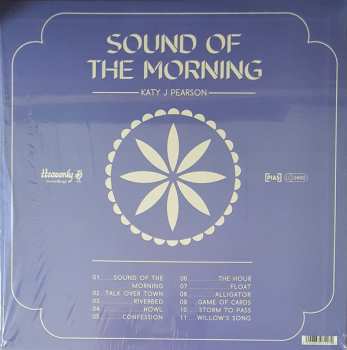 SOUND OF
THE MORNING
KATY J PEARSON
Heavenly
recordings
[PIAS]
01 SOUND OF THE
MORNING
02 TALK OVER TOWN
03 RIVERBED
04 HOWL
05 CONFESSION
06 THE HOUR
07 FLOAT
08 ALLIGATOR
09 GAME OF CARDS
10 STORM TO PASS
11 WILLOW'S SONG